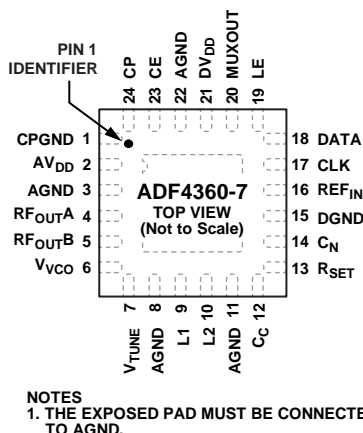 PIN 1
IDENTIFIER
24 CP
23 CE
22 AGND
21 DVDD
20 MUXOUT
19 LE
CPGND 1
AVDD 2
AGND 3
RFOUTA 4
RFOUTB 5
VVCO 6
ADF4360-7
TOP VIEW
(Not to Scale)
18 DATA
17 CLK
16 REFIN
15 DGND
14 CN
13 RSET
VTUNE 7
AGND 8
L1 9
L2 10
AGND 11
CC 12
NOTES
1. THE EXPOSED PAD MUST BE CONNECTE
TO AGND.